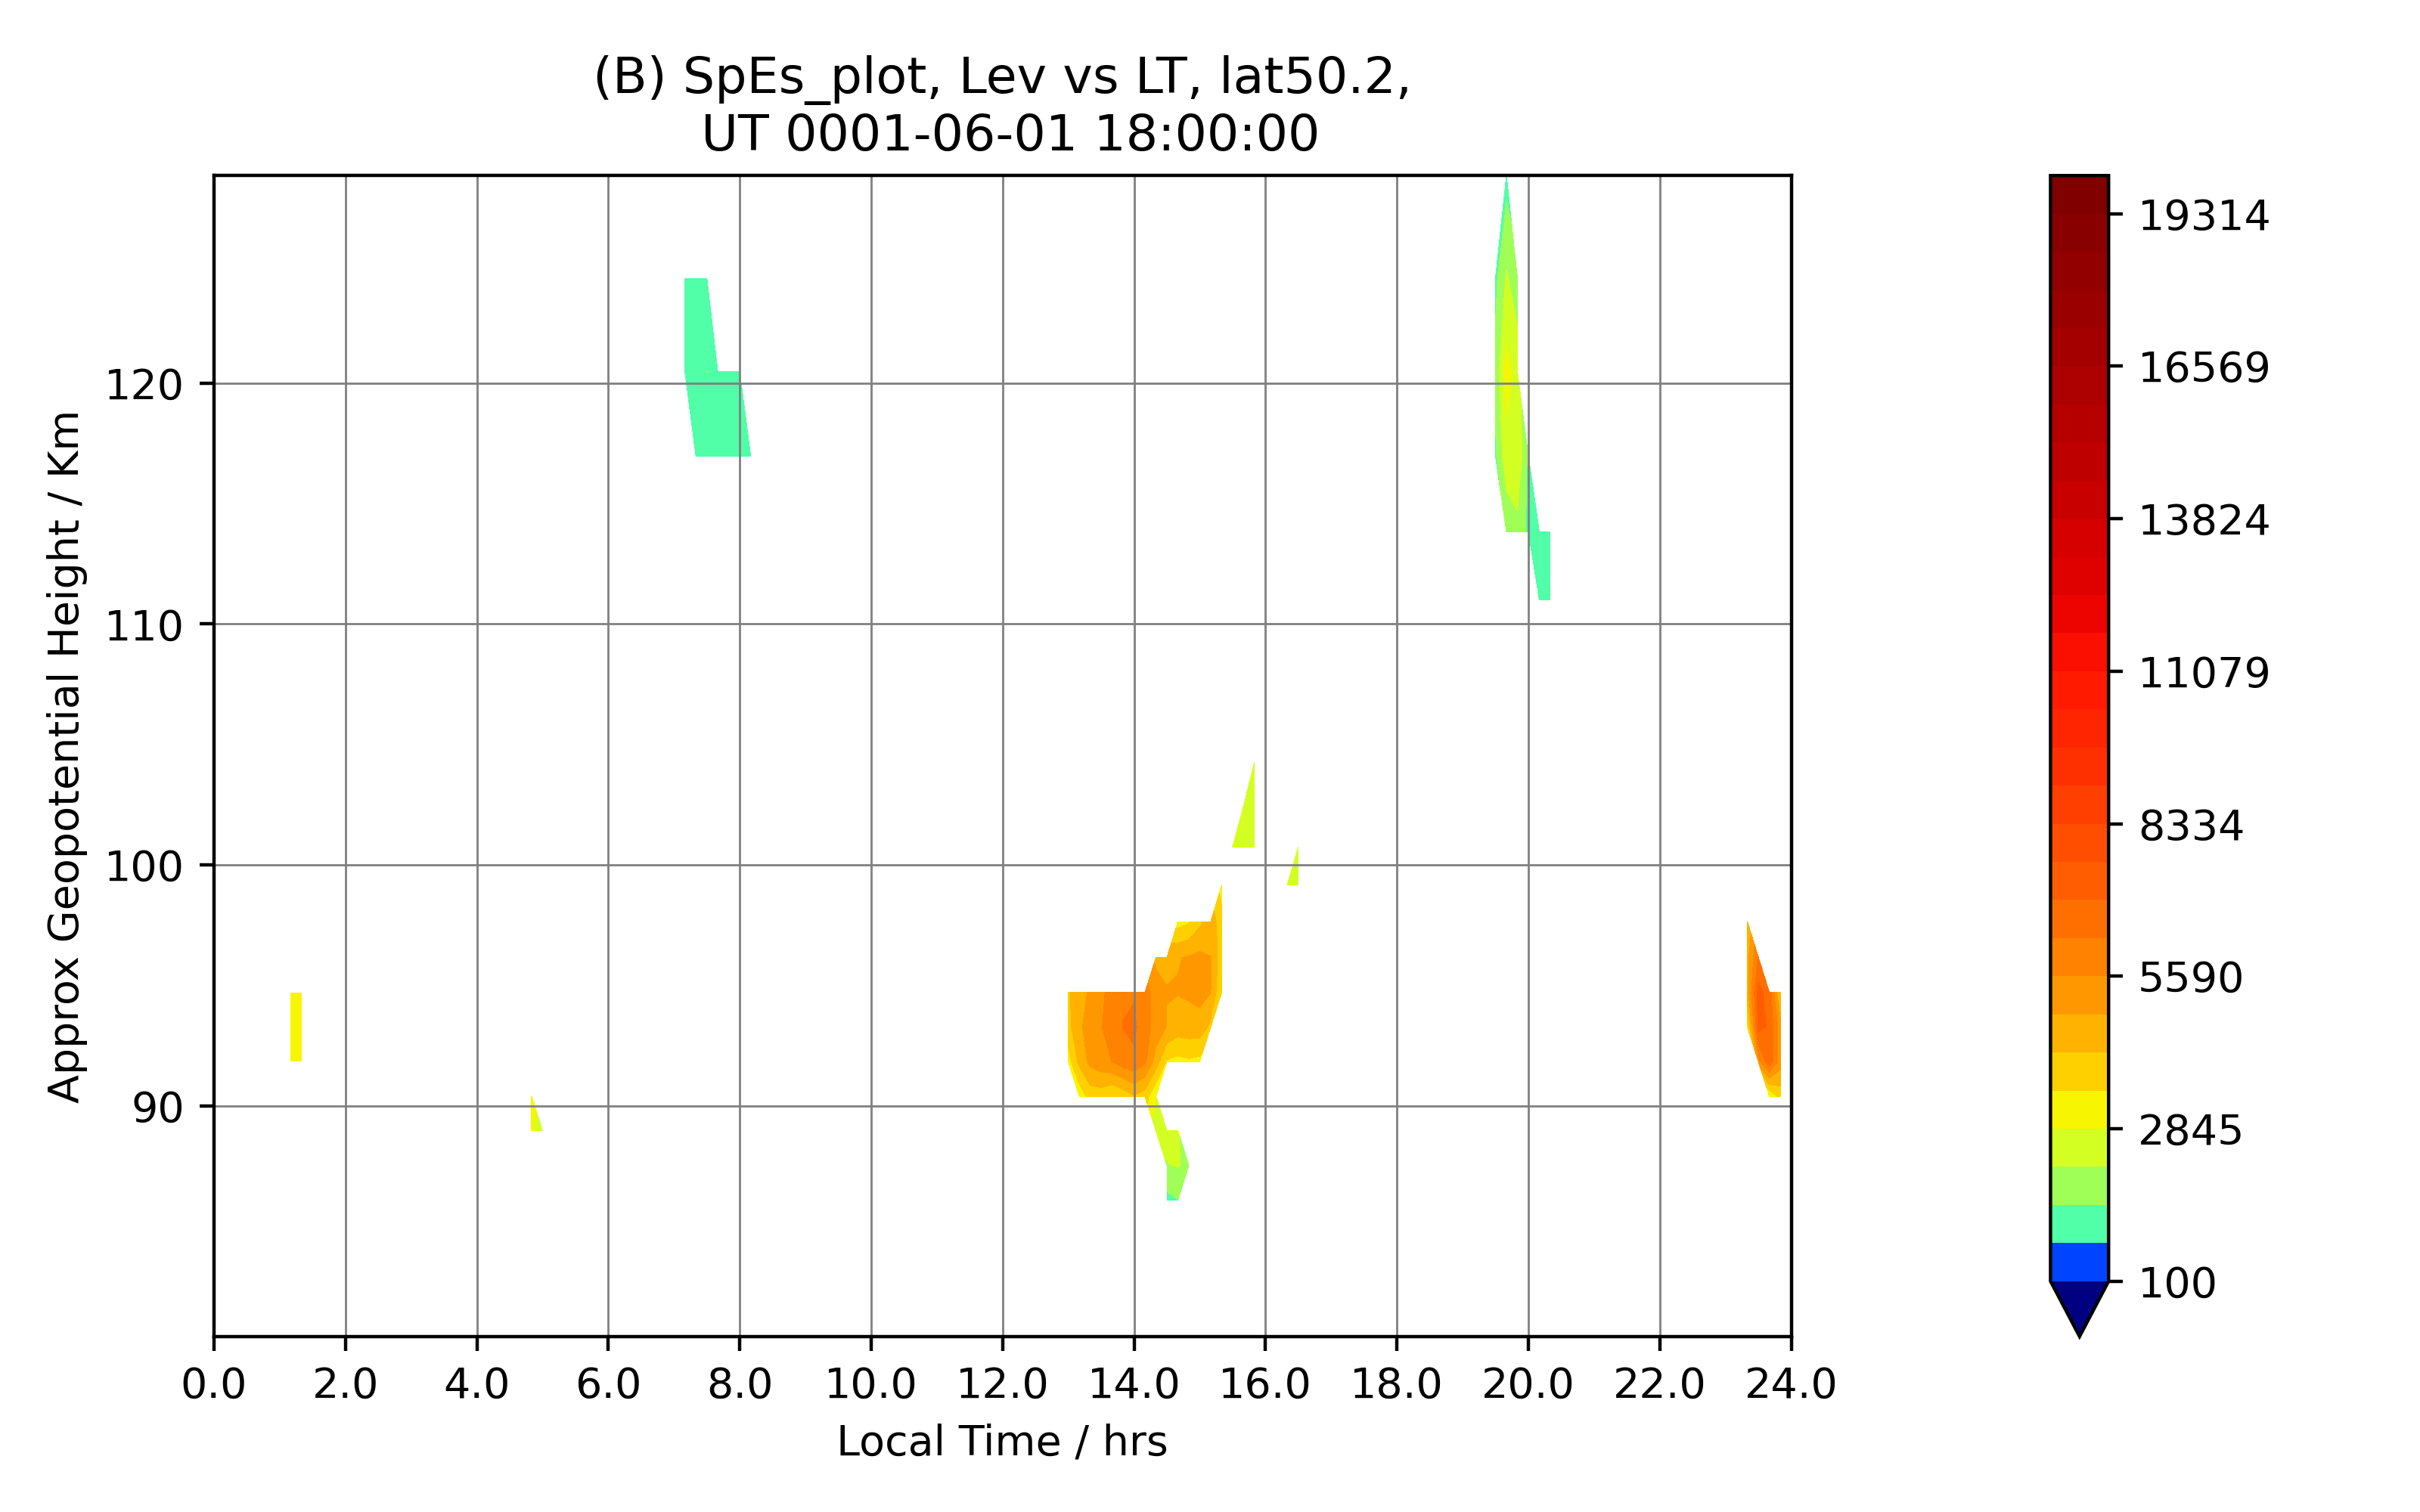 (B) SpEs_plot, Lev vs LT, lat50.2,
UT 0001-06-01 18:00:00
Approx Geopotential Height / Km
120
110
100
90
0.0 2.0 4.0 6.0 8.0 10.0 12.0 14.0 16.0 18.0 20.0 22.0 24.0
Local Time / hrs
19314
16569
13824
11079
8334
5590
2845
100